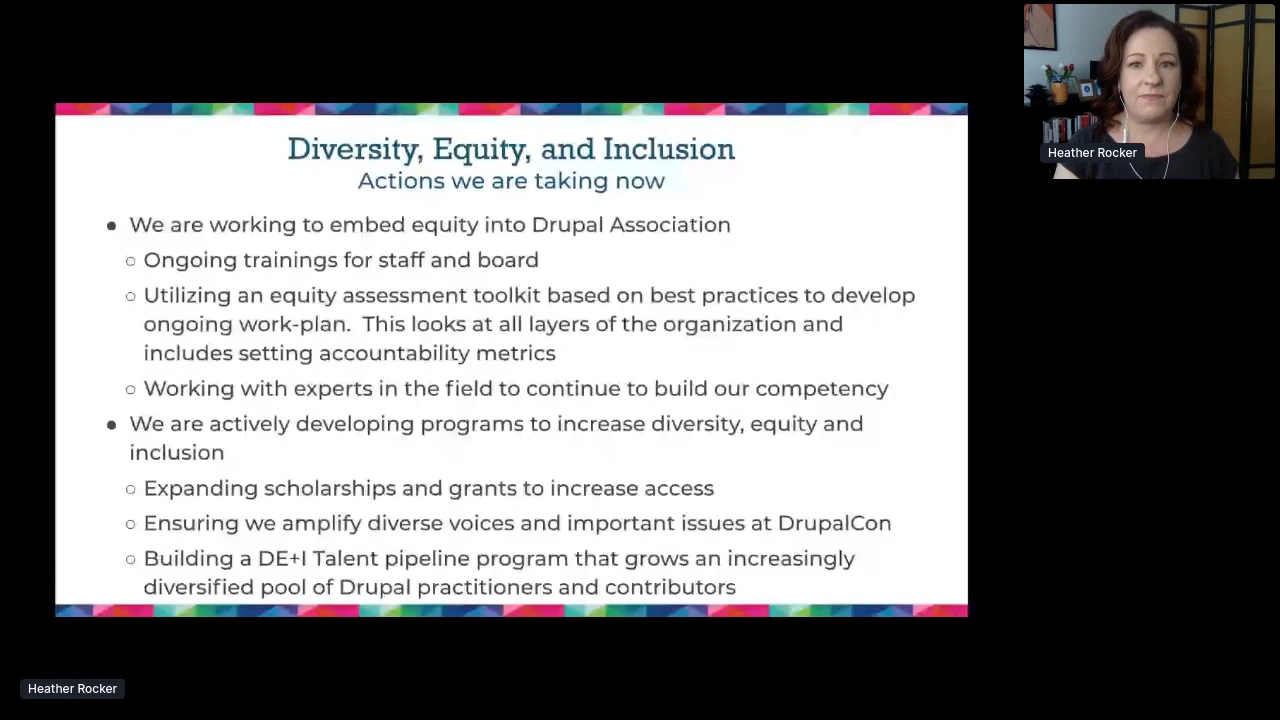 Diversity, Equity, and Inclusion
Actions we are taking now
● We are working to embed equity into Drupal Association
○ Ongoing trainings for staff and board
○ Utilizing an equity assessment toolkit based on best practices to develop
ongoing work-plan. This looks at all layers of the organization and
includes setting accountability metrics
○ Working with experts in the field to continue to build our competency
● We are actively developing programs to increase diversity, equity and
inclusion
○ Expanding scholarships and grants to increase access
○ Ensuring we amplify diverse voices and important issues at DrupalCon
○ Building a DE+I Talent pipeline program that grows an increasingly
diversified pool of Drupal practitioners and contributors
Heather Rocker
Heather Rocker